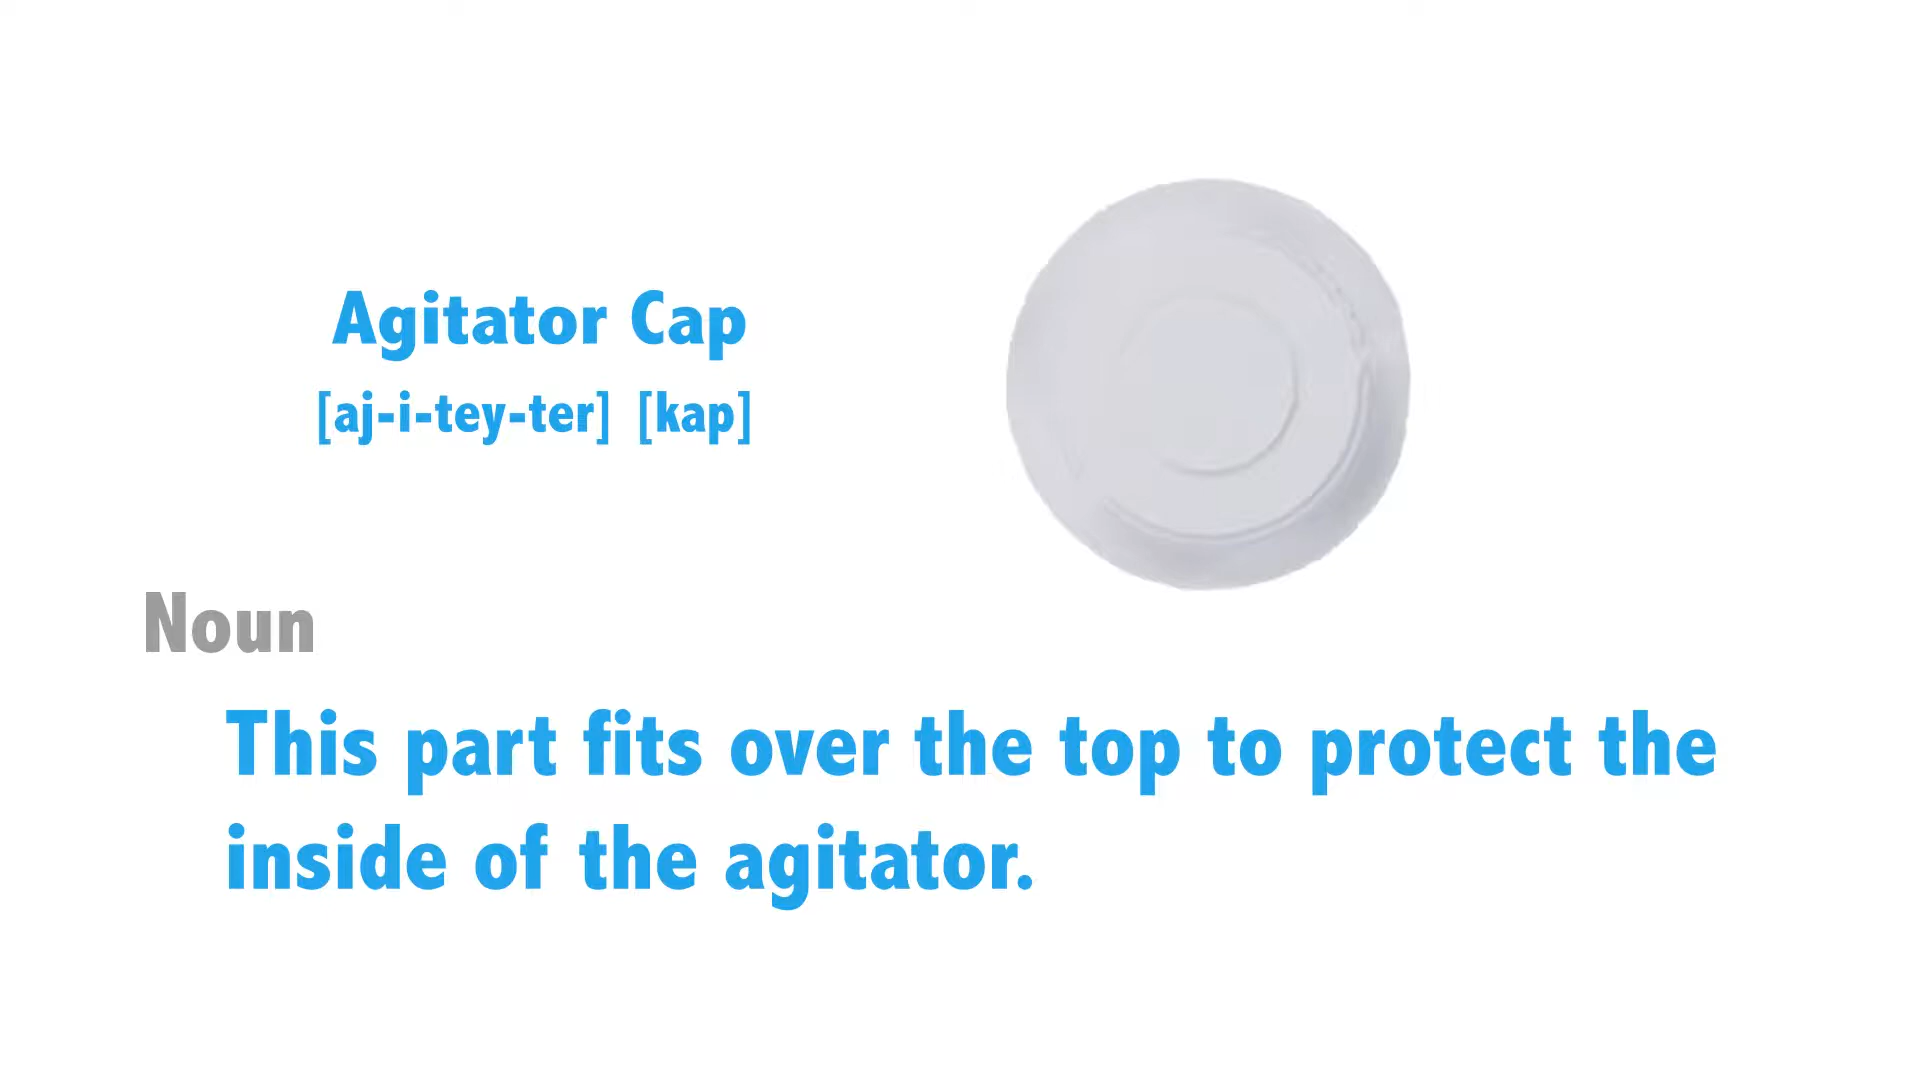 Agitator Cap
[aj-i-tey-ter] [kap]
Noun
This part fits over the top to protect the
inside of the agitator.